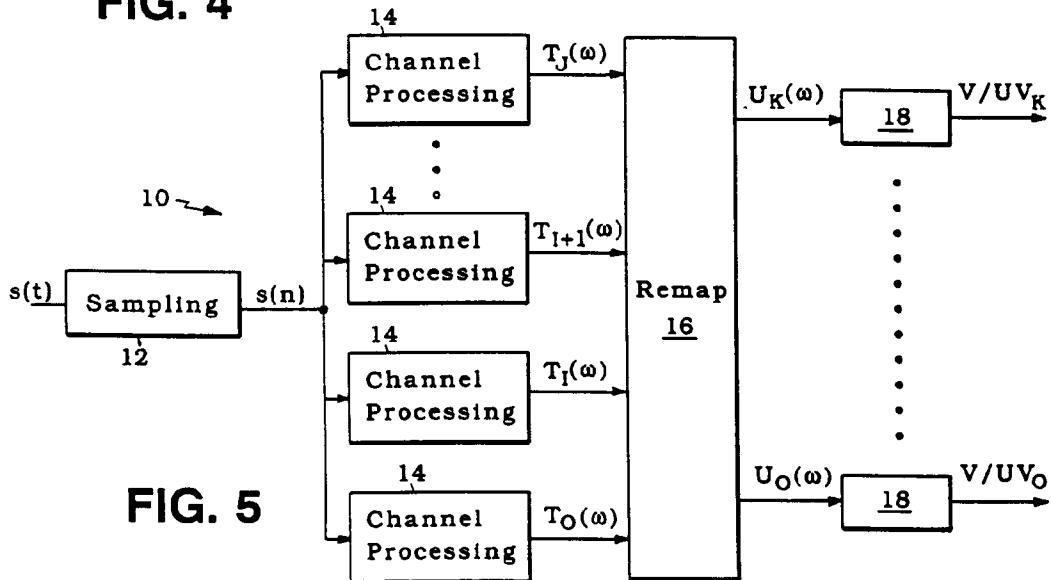 FIG. 4
14
Channel
Processing
T_J(ω)
U_K(ω)
18
V/UV_K
10
14
Channel
Processing
T_{I+1}(ω)
s(t)
Sampling
12
s(n)
Remap
16
14
Channel
Processing
T_I(ω)
FIG. 5
14
Channel
Processing
T_O(ω)
U_O(ω)
18
V/UV_O